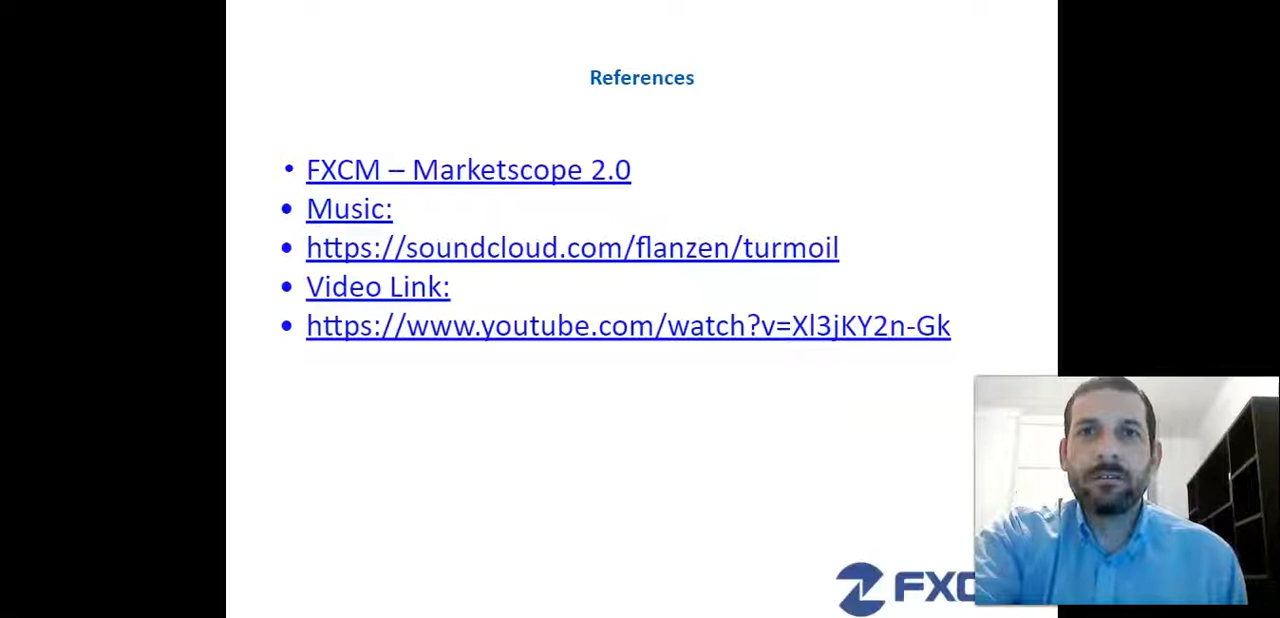 References
• FXCM – Marketscope 2.0
• Music:
• https://soundcloud.com/flanzen/turmoil
• Video Link:
• https://www.youtube.com/watch?v=Xl3jKY2n-Gk
FXC